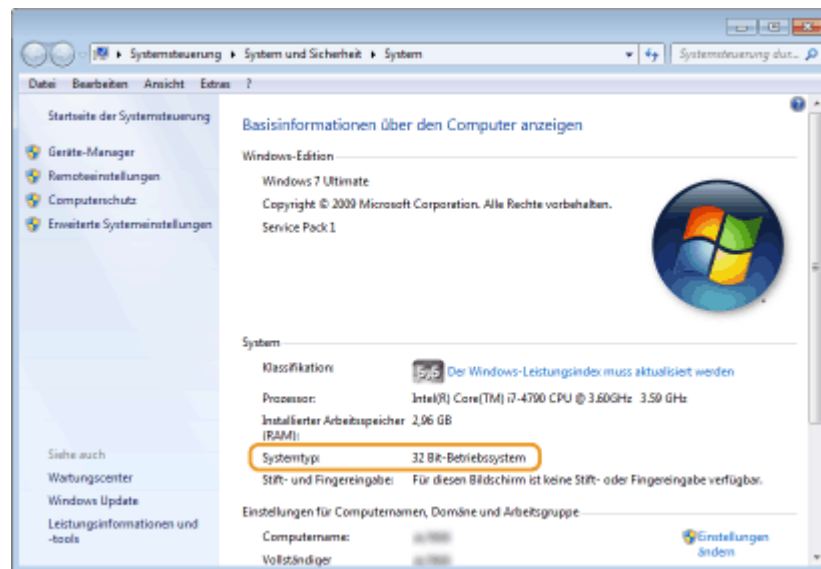 Systemsteuerung System und Sicherheit System
Systemsteuerung dur...
Datei Bearbeiten Ansicht Extras ?
Startseite der Systemsteuerung
Geräte-Manager
Remoteeinstellungen
Computerschutz
Erweiterte Systemeinstellungen
Siehe auch
Wartungscenter
Windows Update
Leistungsinformationen und
-tools
Basisinformationen über den Computer anzeigen
Windows-Edition
Windows 7 Ultimate
Copyright © 2009 Microsoft Corporation. Alle Rechte vorbehalten.
Service Pack 1
System
Klassifikation: 5,6 Der Windows-Leistungsindex muss aktualisiert werden
Prozessor: Intel(R) Core(TM) i7-4790 CPU @ 3.60GHz 3.59 GHz
Installierter Arbeitsspeicher 2,96 GB
(RAM):
Systemtyp: 32 Bit-Betriebssystem
Stift- und Fingereingabe: Für diesen Bildschirm ist keine Stift- oder Fingereingabe verfügbar.
Einstellungen für Computernamen, Domäne und Arbeitsgruppe
Computername:
Einstellungen
ändern
Vollständiger